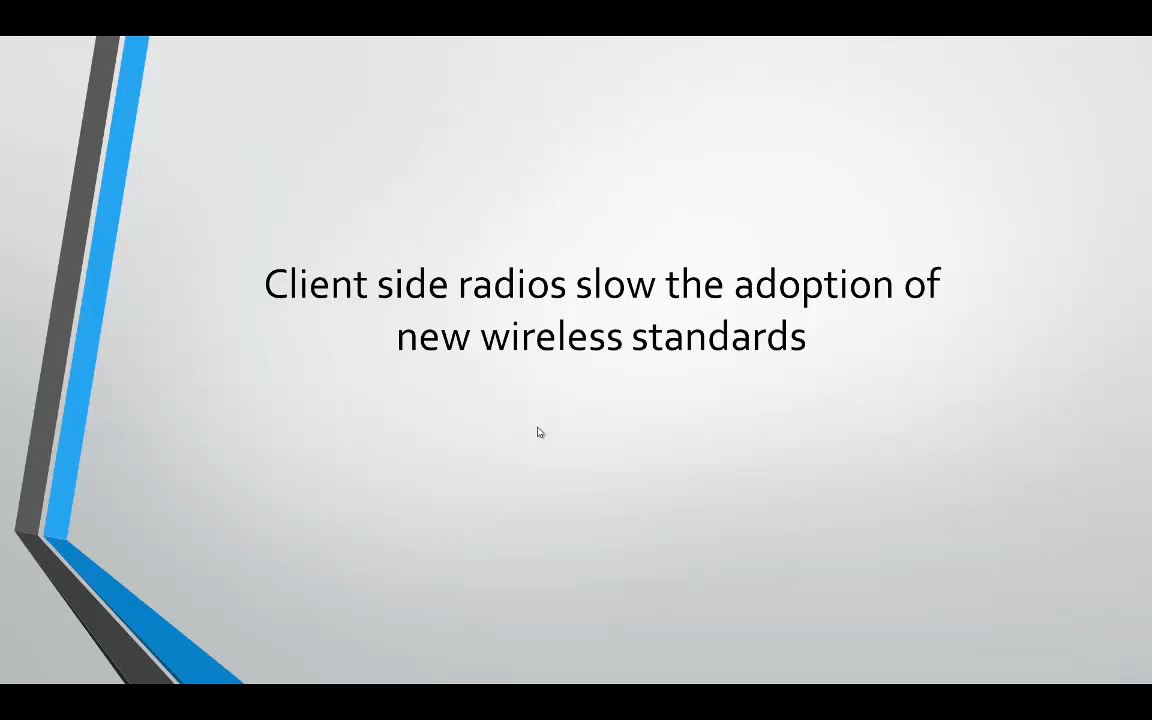 Client side radios slow the adoption of
new wireless standards